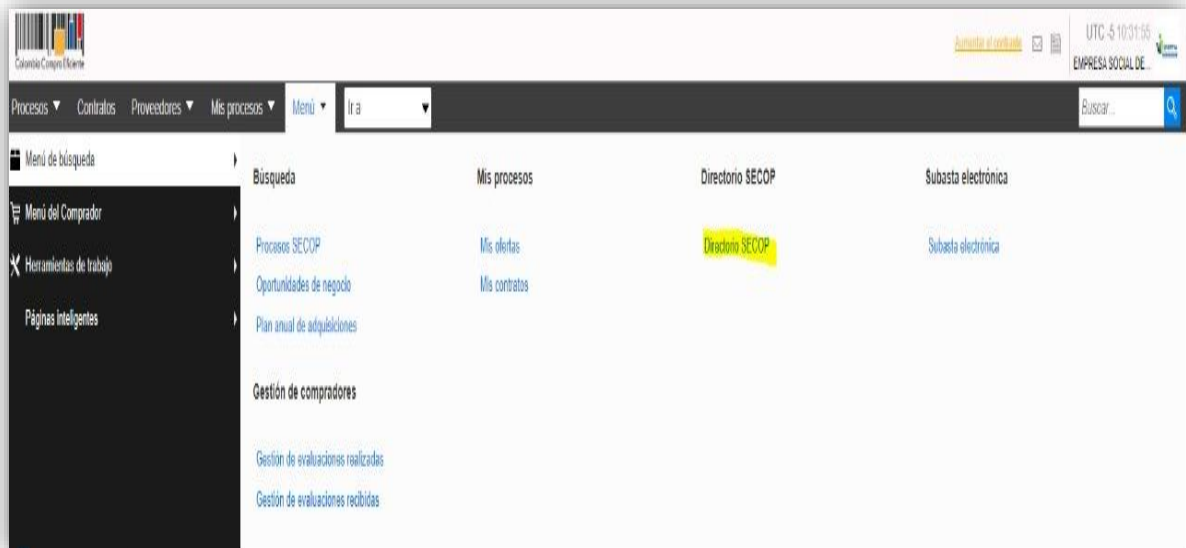 Colombia Compra Eficiente
Aumentar el contraste
UTC -5 10:31:55
EMPRESA SOCIAL DE...
Procesos Contratos Proveedores Mis procesos Menú Ir a Buscar...
Menú de búsqueda
Menú del Comprador
Herramientas de trabajo
Páginas inteligentes
Búsqueda Mis procesos Directorio SECOP Subasta electrónica
Procesos SECOP Mis ofertas Directorio SECOP Subasta electrónica
Oportunidades de negocio Mis contratos
Plan anual de adquisiciones
Gestión de compradores
Gestión de evaluaciones realizadas
Gestión de evaluaciones recibidas